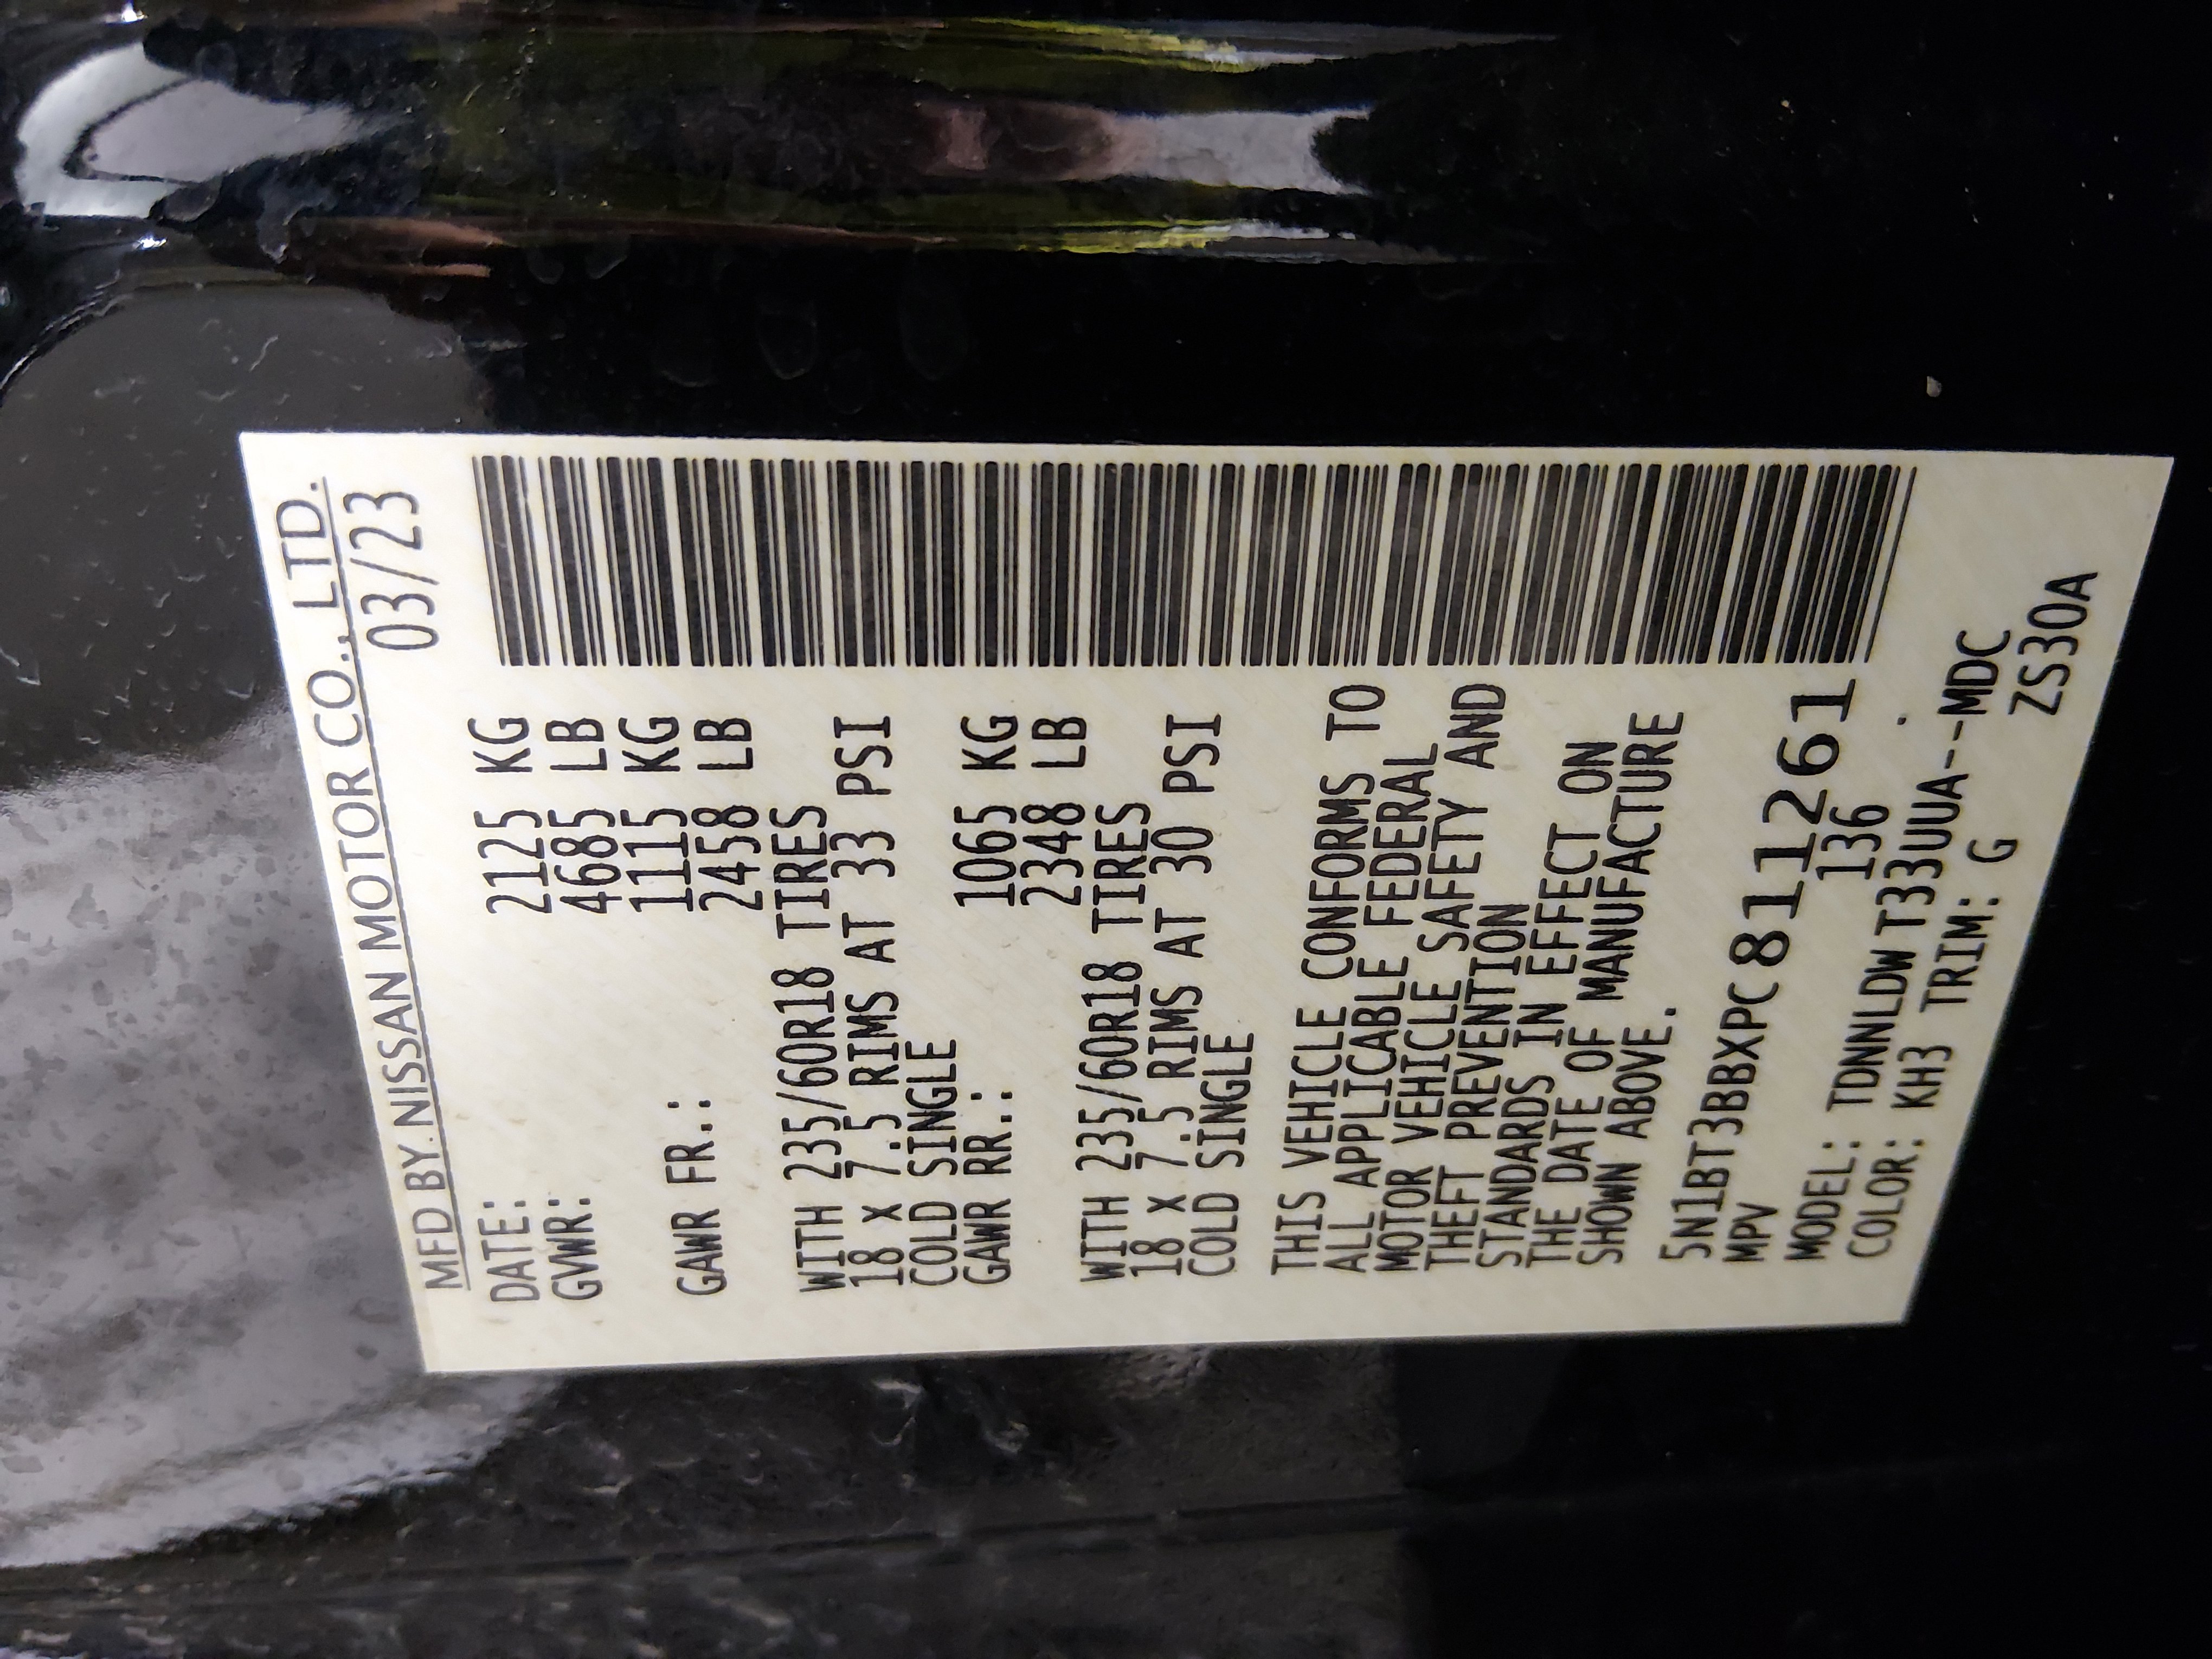 MFD BY.NISSAN MOTOR CO., LTD.
DATE: 03/23
GVWR: 2125 KG
4685 LB
GAWR FR.: 1115 KG
2458 LB
WITH 235/60R18 TIRES
18 x 7.5 RIMS AT 33 PSI
COLD SINGLE
GAWR RR.: 1065 KG
2348 LB
WITH 235/60R18 TIRES
18 x 7.5 RIMS AT 30 PSI
COLD SINGLE
THIS VEHICLE CONFORMS TO
ALL APPLICABLE FEDERAL
MOTOR VEHICLE SAFETY AND
THEFT PREVENTION
STANDARDS IN EFFECT ON
THE DATE OF MANUFACTURE
SHOWN ABOVE.
5N1BT3BBXPC811261
MPV 136
MODEL: TDNNLDW T33UUA--MDC
COLOR: KH3 TRIM: G ZS30A